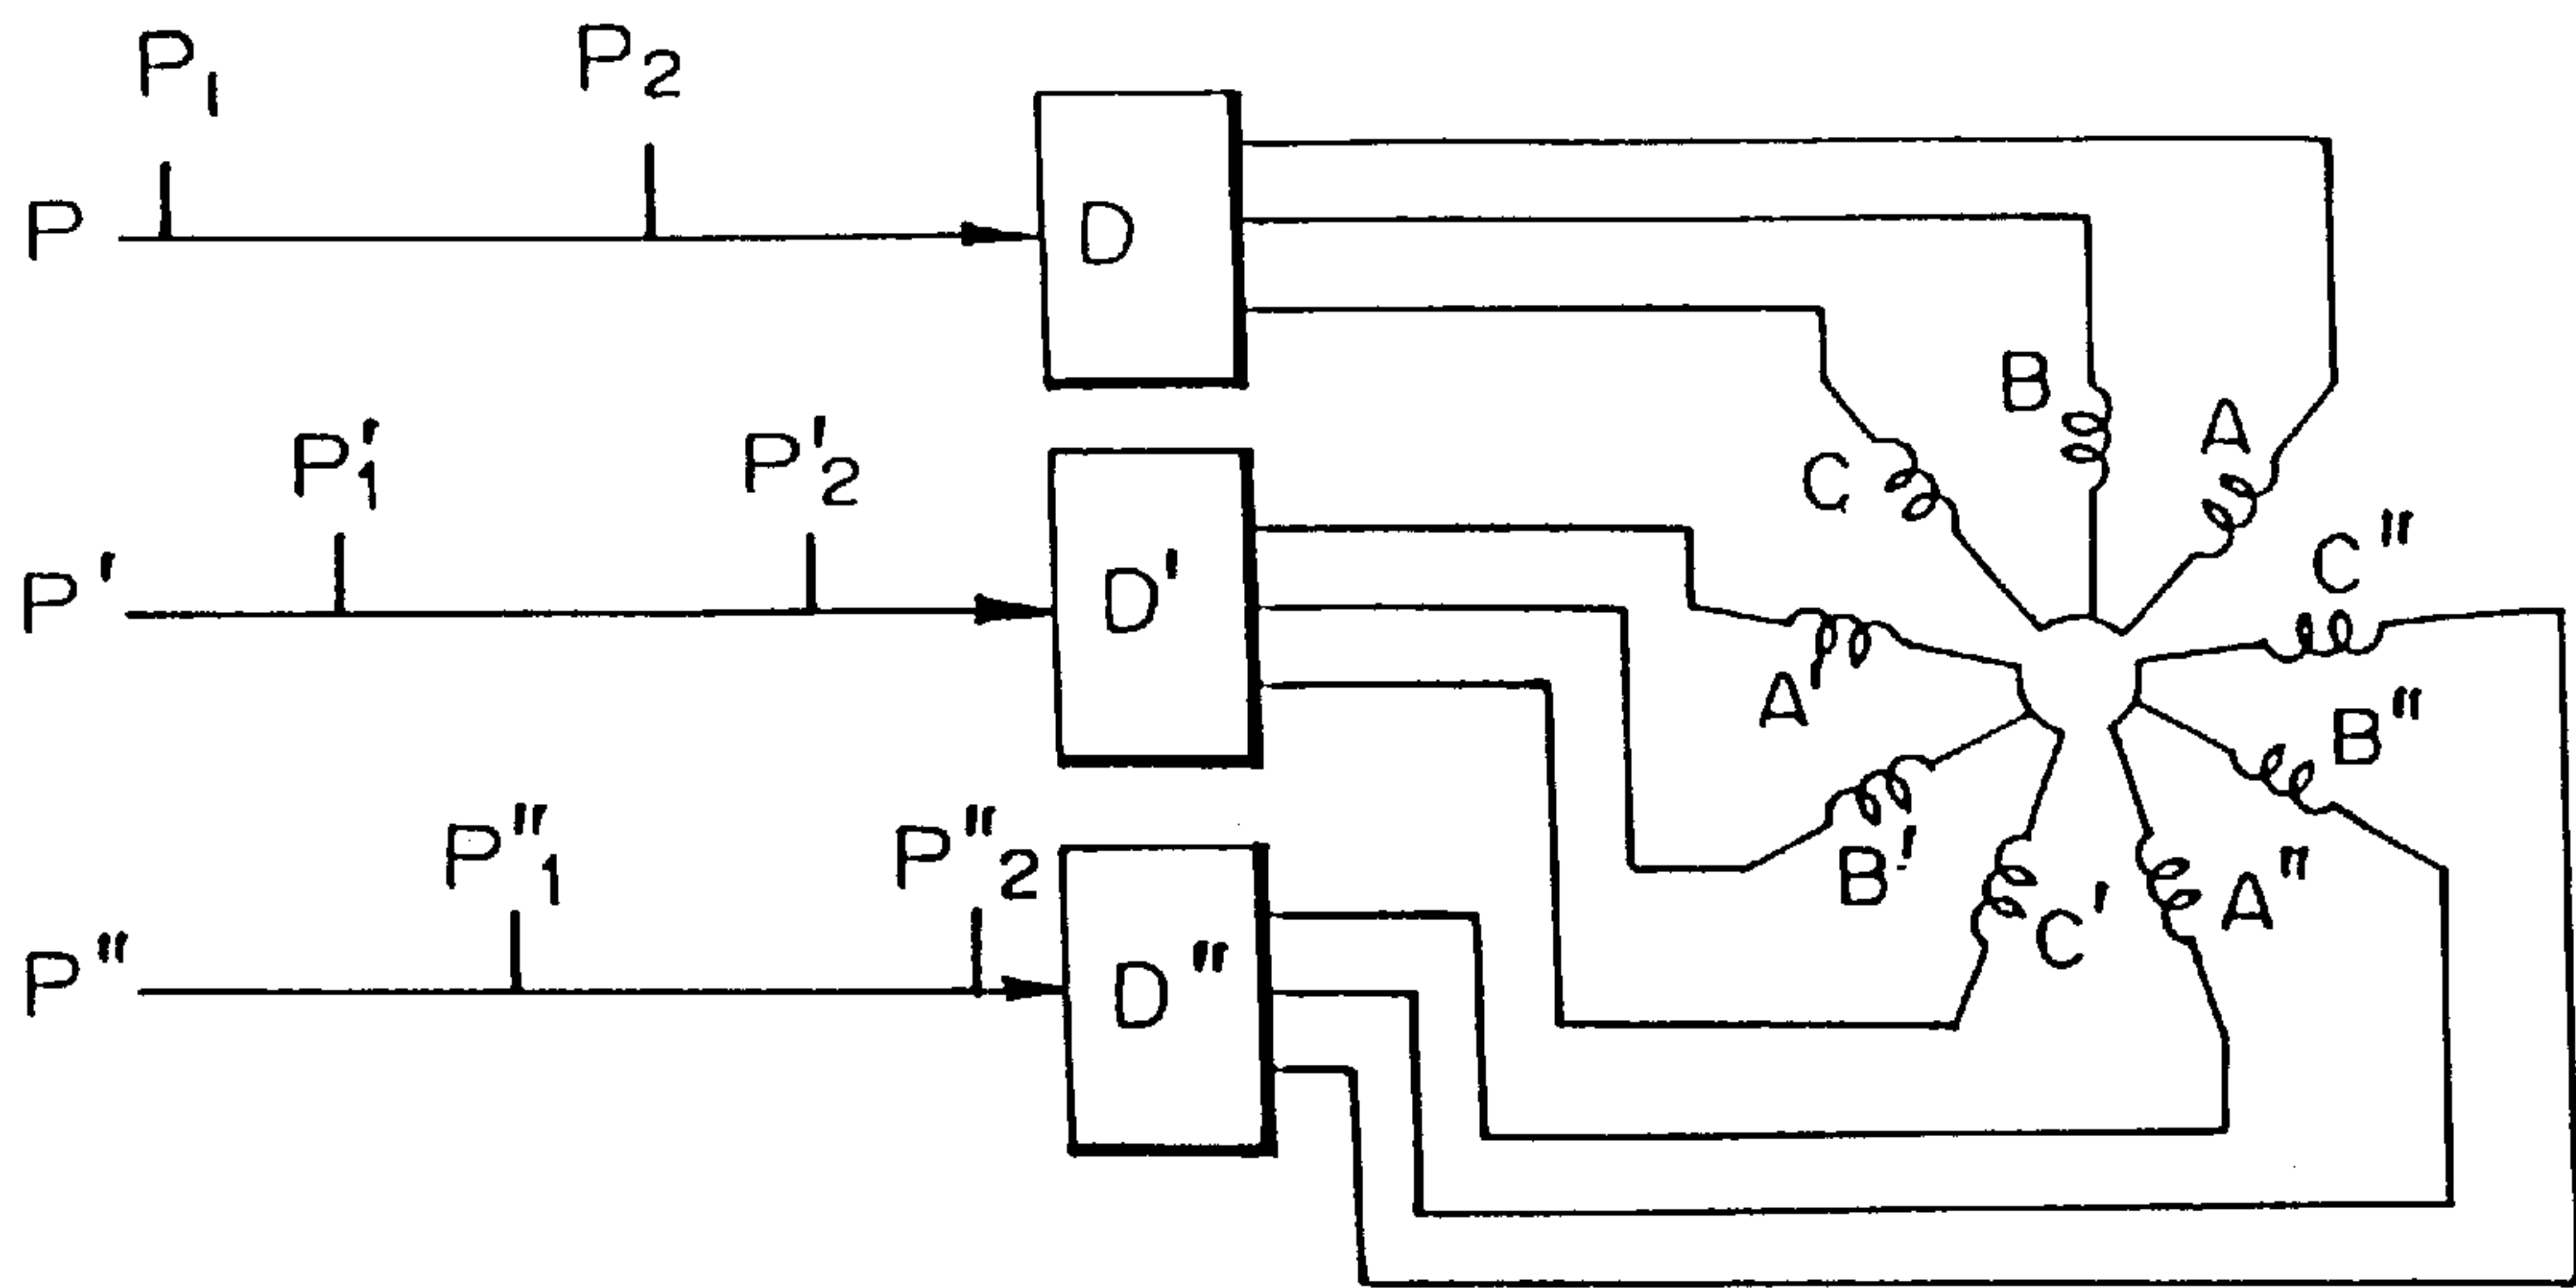 P₁ P₂
P D
B A
C
P'₁ P'₂
C"
P' D'
A' B"
P"₁ P"₂
B' A"
C'
P" D"